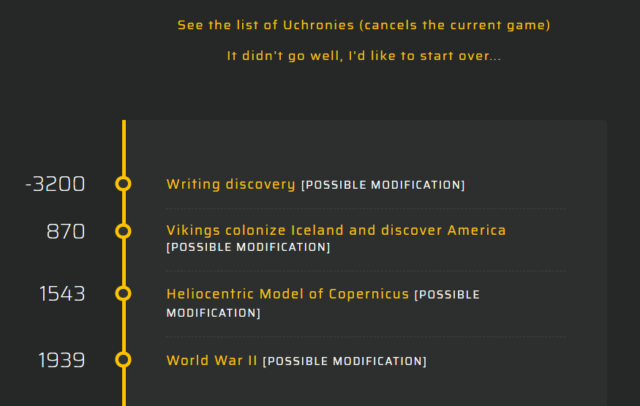 See the list of Uchronies (cancels the current game)
It didn't go well, I'd like to start over...
-3200 Writing discovery [POSSIBLE MODIFICATION]
870 Vikings colonize Iceland and discover America
[POSSIBLE MODIFICATION]
1543 Heliocentric Model of Copernicus [POSSIBLE
MODIFICATION]
1939 World War II [POSSIBLE MODIFICATION]